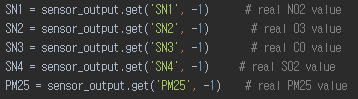 SN1 = sensor_output.get('SN1', -1) # real NO2 value
SN2 = sensor_output.get('SN2', -1) # real O3 value
SN3 = sensor_output.get('SN3', -1) # real CO value
SN4 = sensor_output.get('SN4', -1) # real SO2 value
PM25 = sensor_output.get('PM25', -1) # real PM25 value